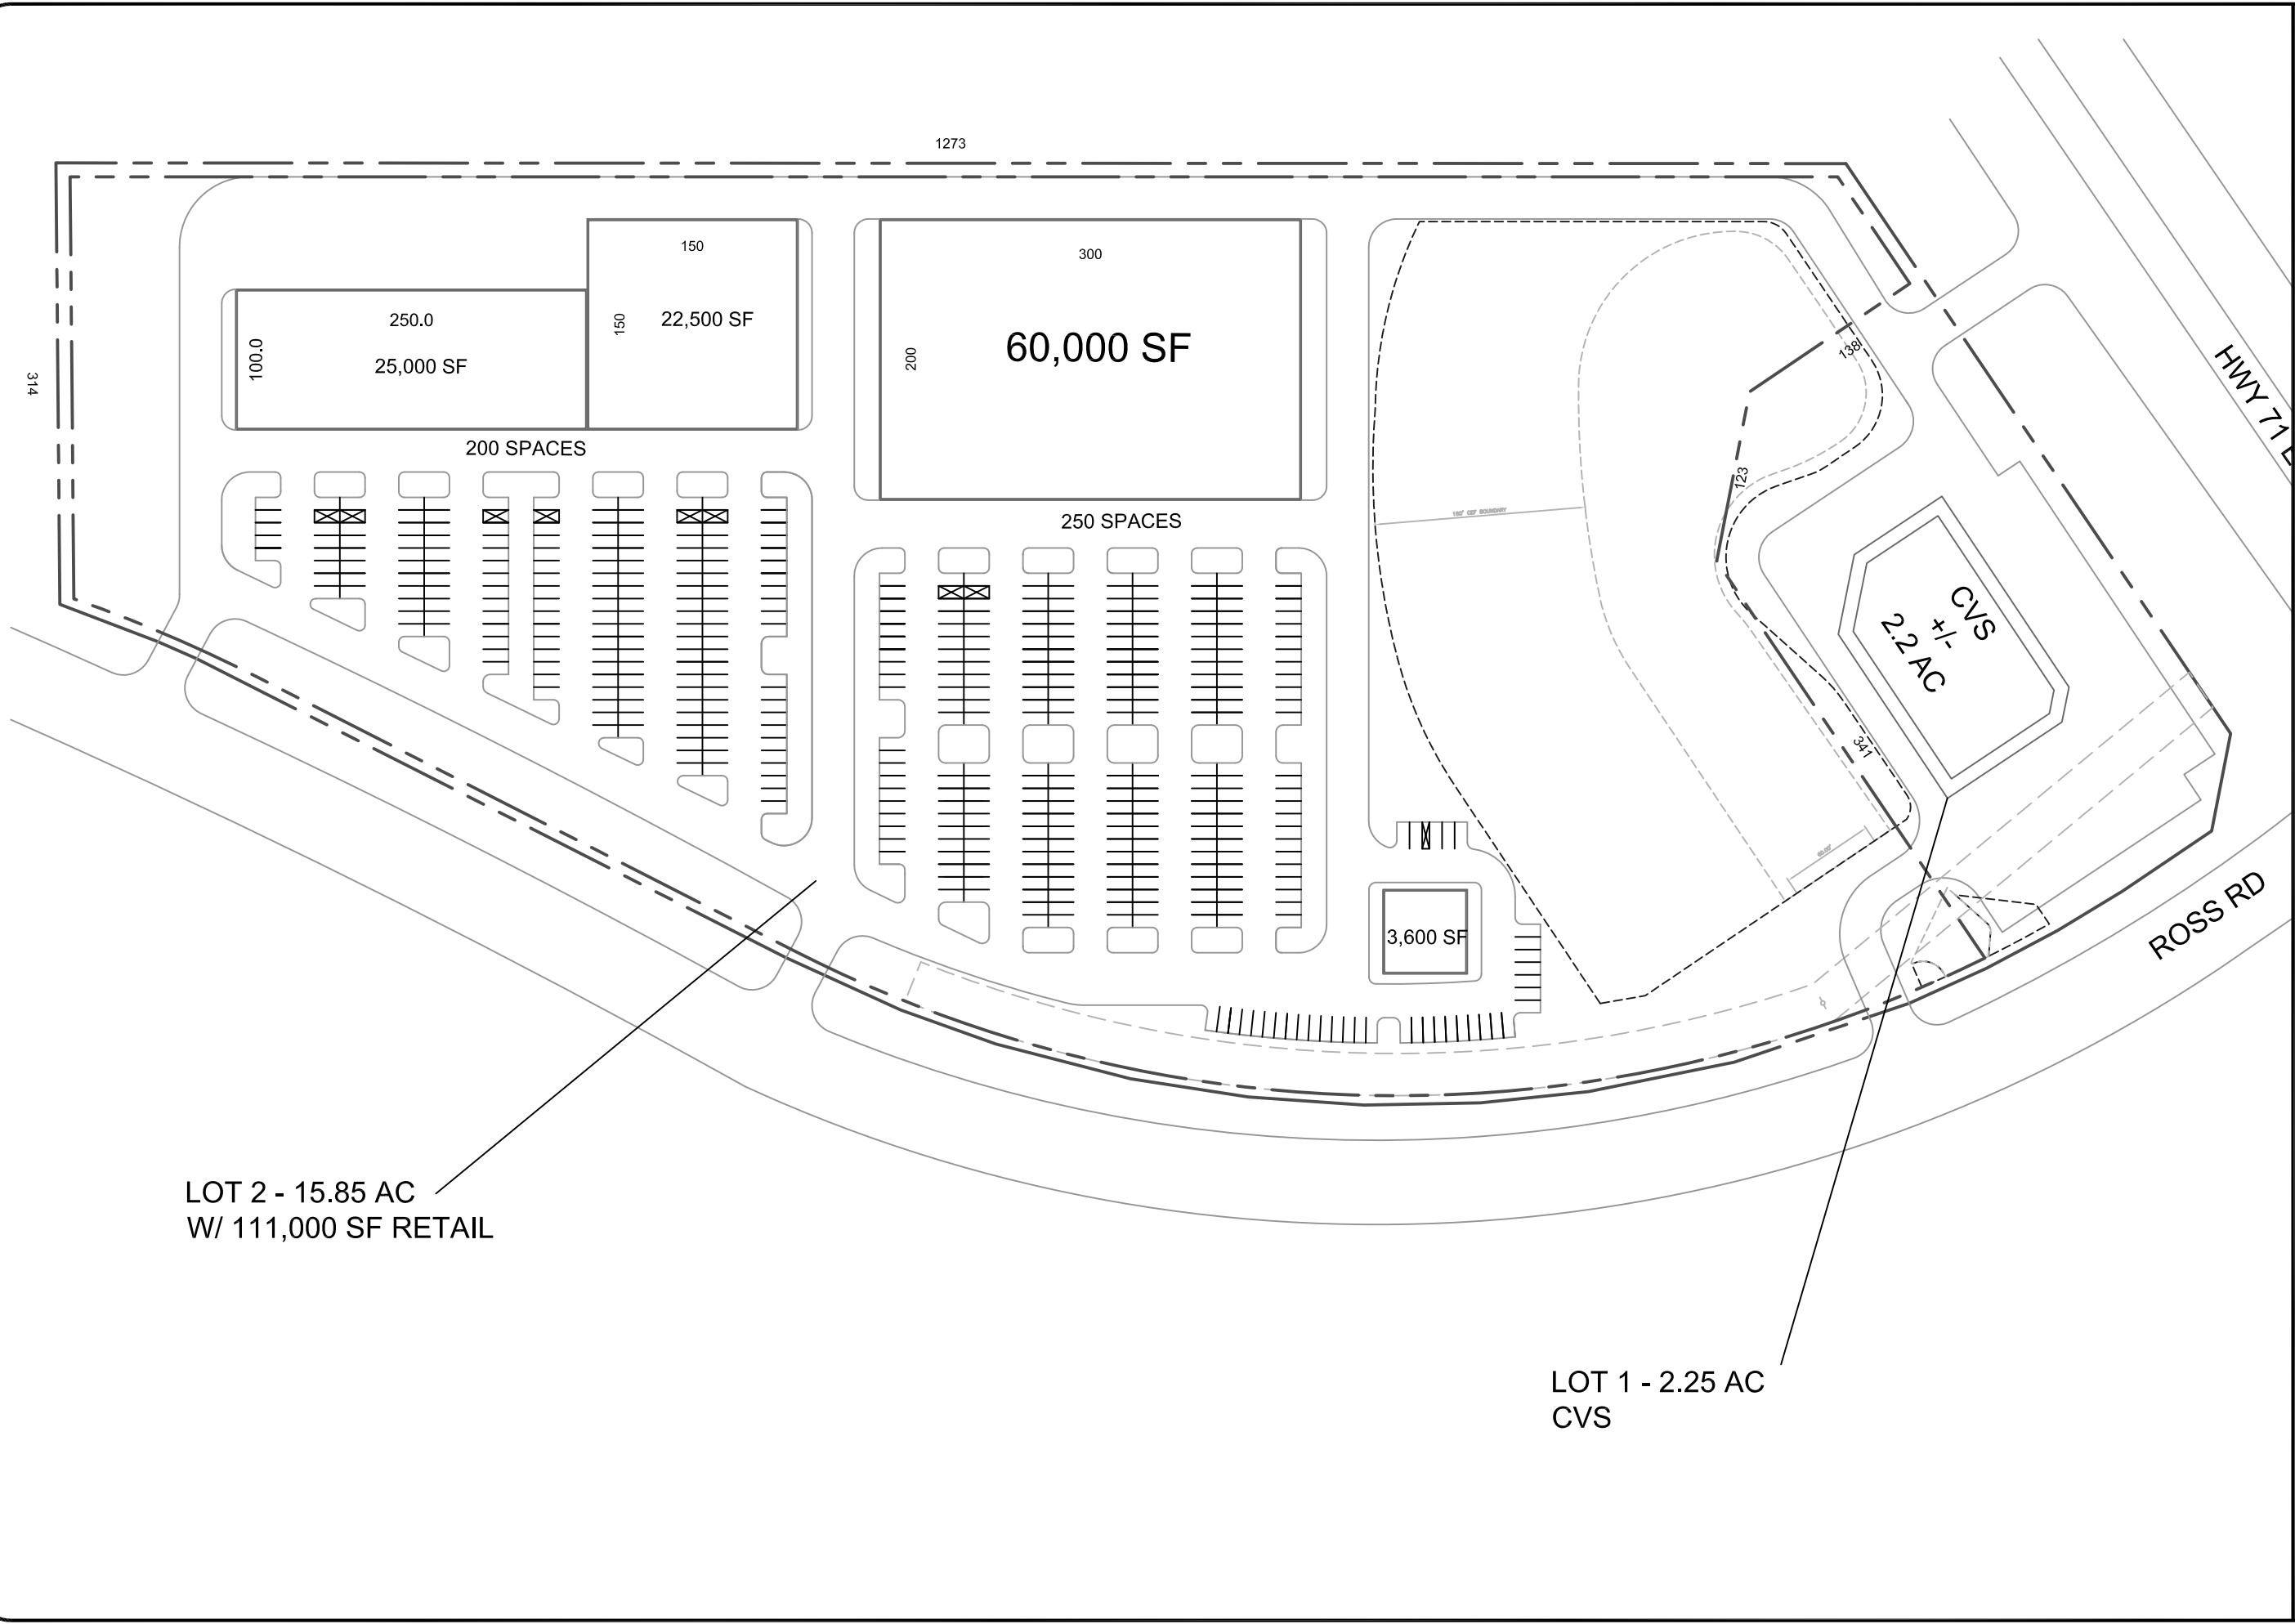 1273
314
150
150
22,500 SF
250.0
100.0
25,000 SF
300
200
60,000 SF
200 SPACES
250 SPACES
138
123
341
HWY 71
CVS
+/-
2.2 AC
ROSS RD
3,600 SF
LOT 2 - 15.85 AC
W/ 111,000 SF RETAIL
LOT 1 - 2.25 AC
CVS